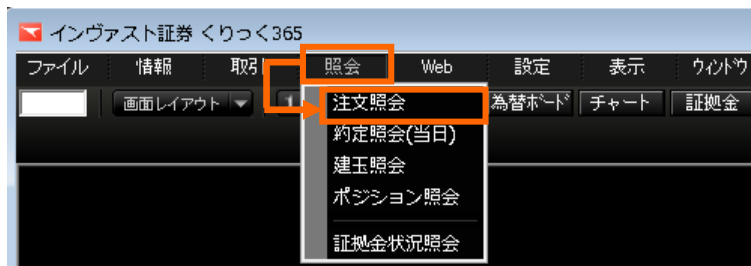 インヴァスト証券 くりっく365
ファイル 情報 取引 照会 Web 設定 表示 ウィンドウ
画面レイアウト 1 為替ボード チャート 証拠金
注文照会
約定照会(当日)
建玉照会
ポジション照会
証拠金状況照会